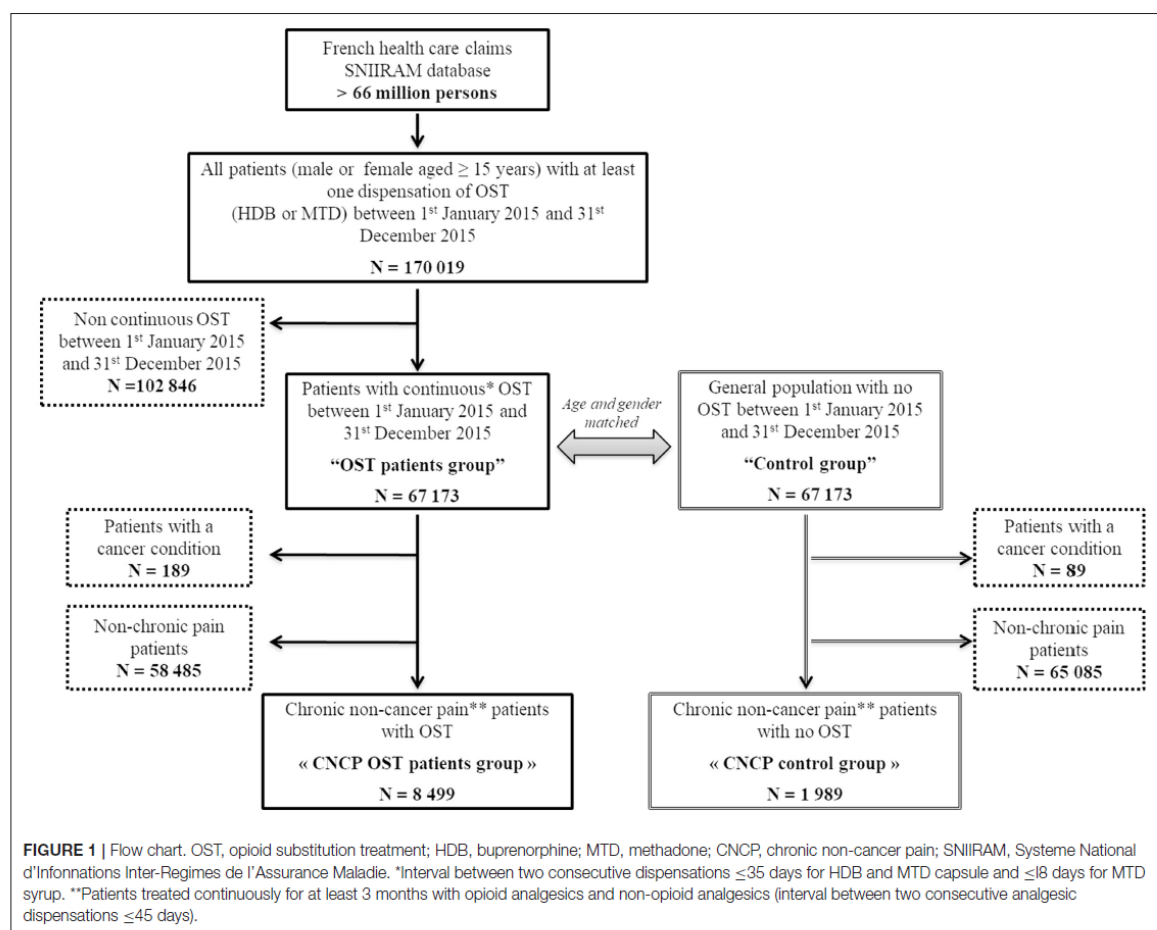 French health care claims
SNIIRAM database
> 66 million persons
All patients (male or female aged ≥ 15 years) with at least
one dispensation of OST
(HDB or MTD) between 1st January 2015 and 31st
December 2015
N = 170 019
Non continuous OST
between 1st January 2015
and 31st December 2015
N =102 846
Patients with continuous* OST
between 1st January 2015 and
31st December 2015
“OST patients group”
N = 67 173
Age and gender
matched
General population with no
OST between 1st January 2015
and 31st December 2015
“Control group”
N = 67 173
Patients with a
cancer condition
N = 189
Patients with a
cancer condition
N = 89
Non-chronic pain
patients
N = 58 485
Non-chronic pain
patients
N = 65 085
Chronic non-cancer pain** patients
with OST
« CNCP OST patients group »
N = 8 499
Chronic non-cancer pain** patients
with no OST
« CNCP control group »
N = 1 989
FIGURE 1 | Flow chart. OST, opioid substitution treatment; HDB, buprenorphine; MTD, methadone; CNCP, chronic non-cancer pain; SNIIRAM, Systeme National
d’Infonnations Inter-Regimes de l’Assurance Maladie. *Interval between two consecutive dispensations ≤35 days for HDB and MTD capsule and ≤I8 days for MTD
syrup. **Patients treated continuously for at least 3 months with opioid analgesics and non-opioid analgesics (interval between two consecutive analgesic
dispensations ≤45 days).